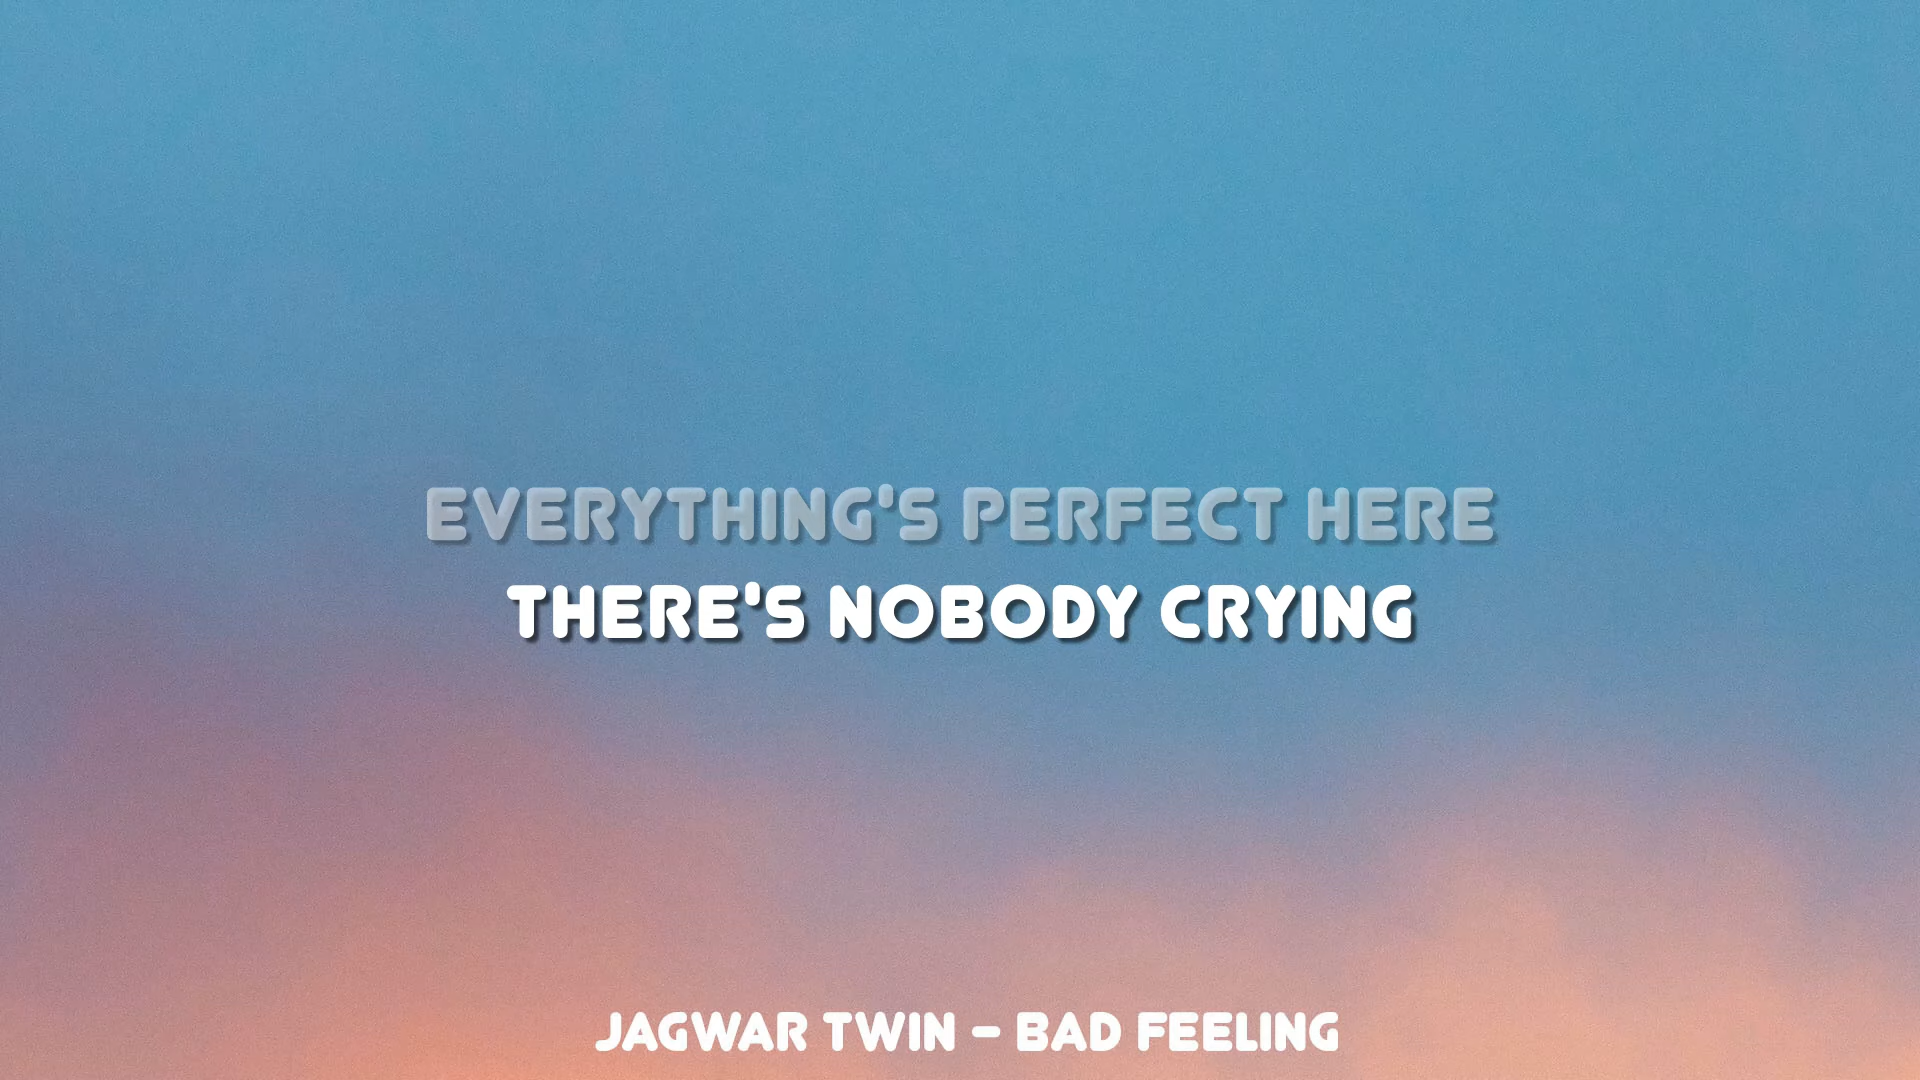 EVERYTHING'S PERFECT HERE
THERE'S NOBODY CRYING
JAGWAR TWIN – BAD FEELING